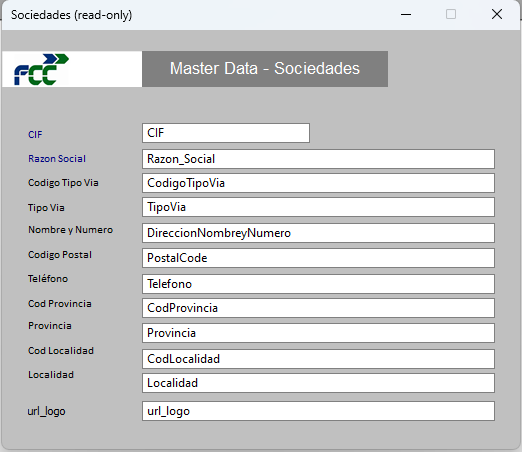 Sociedades (read-only)
FCC
Master Data - Sociedades
CIF CIF
Razon Social Razon_Social
Codigo Tipo Via CodigoTipoVia
Tipo Via TipoVia
Nombre y Numero DireccionNombreyNumero
Codigo Postal PostalCode
Teléfono Telefono
Cod Provincia CodProvincia
Provincia Provincia
Cod Localidad CodLocalidad
Localidad Localidad
url_logo url_logo